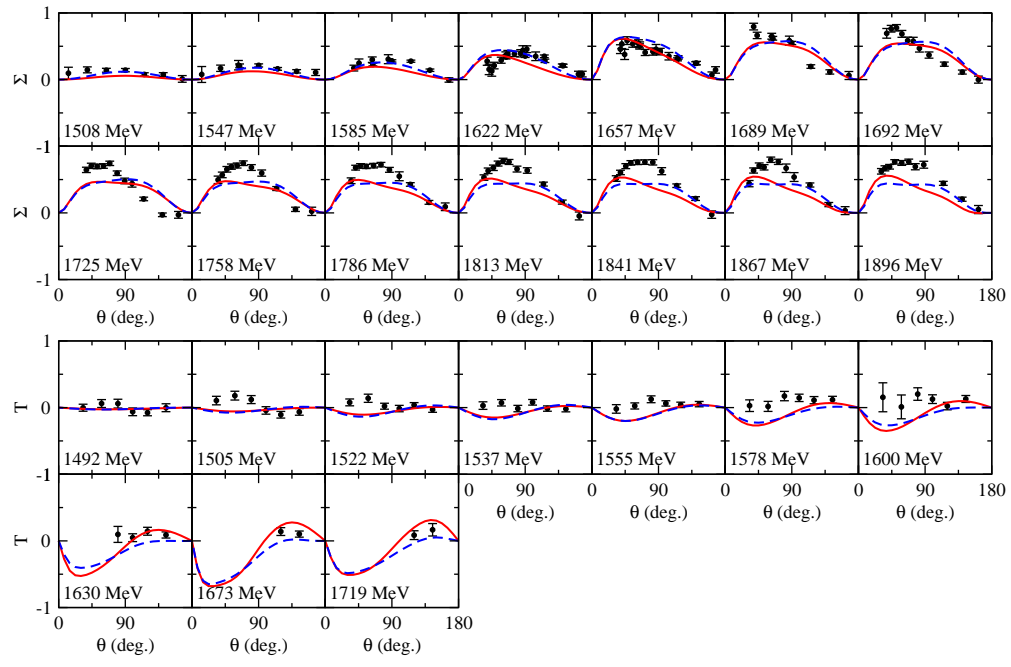 1
Σ 0
1508 MeV 1547 MeV 1585 MeV 1622 MeV 1657 MeV 1689 MeV 1692 MeV
-1
Σ 0
1725 MeV 1758 MeV 1786 MeV 1813 MeV 1841 MeV 1867 MeV 1896 MeV
-1
0 90 0 90 0 90 0 90 0 90 0 90 0 90 180
θ (deg.) θ (deg.) θ (deg.) θ (deg.) θ (deg.) θ (deg.) θ (deg.)
1
T 0
1492 MeV 1505 MeV 1522 MeV 1537 MeV 1555 MeV 1578 MeV 1600 MeV
-1 0 90 0 90 0 90 0 90 180
T 0 θ (deg.) θ (deg.) θ (deg.) θ (deg.)
1630 MeV 1673 MeV 1719 MeV
-1
0 90 0 90 0 90 180
θ (deg.) θ (deg.) θ (deg.)